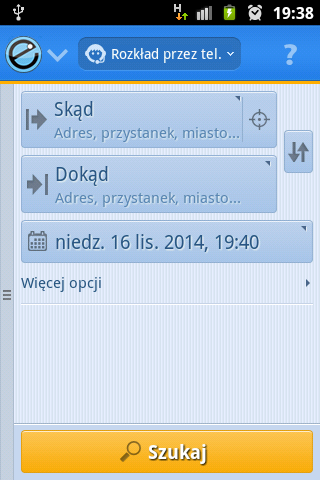 H
19:38
Rozkład przez tel.
?
Skąd
Adres, przystanek, miasto...
Dokąd
Adres, przystanek, miasto...
niedz. 16 lis. 2014, 19:40
Więcej opcji
Szukaj